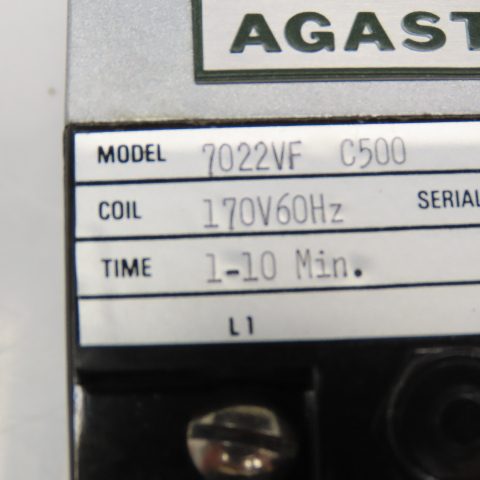 AGAST
MODEL 7022VF C500
COIL 170V60Hz SERIAL
TIME 1-10 Min.
L1